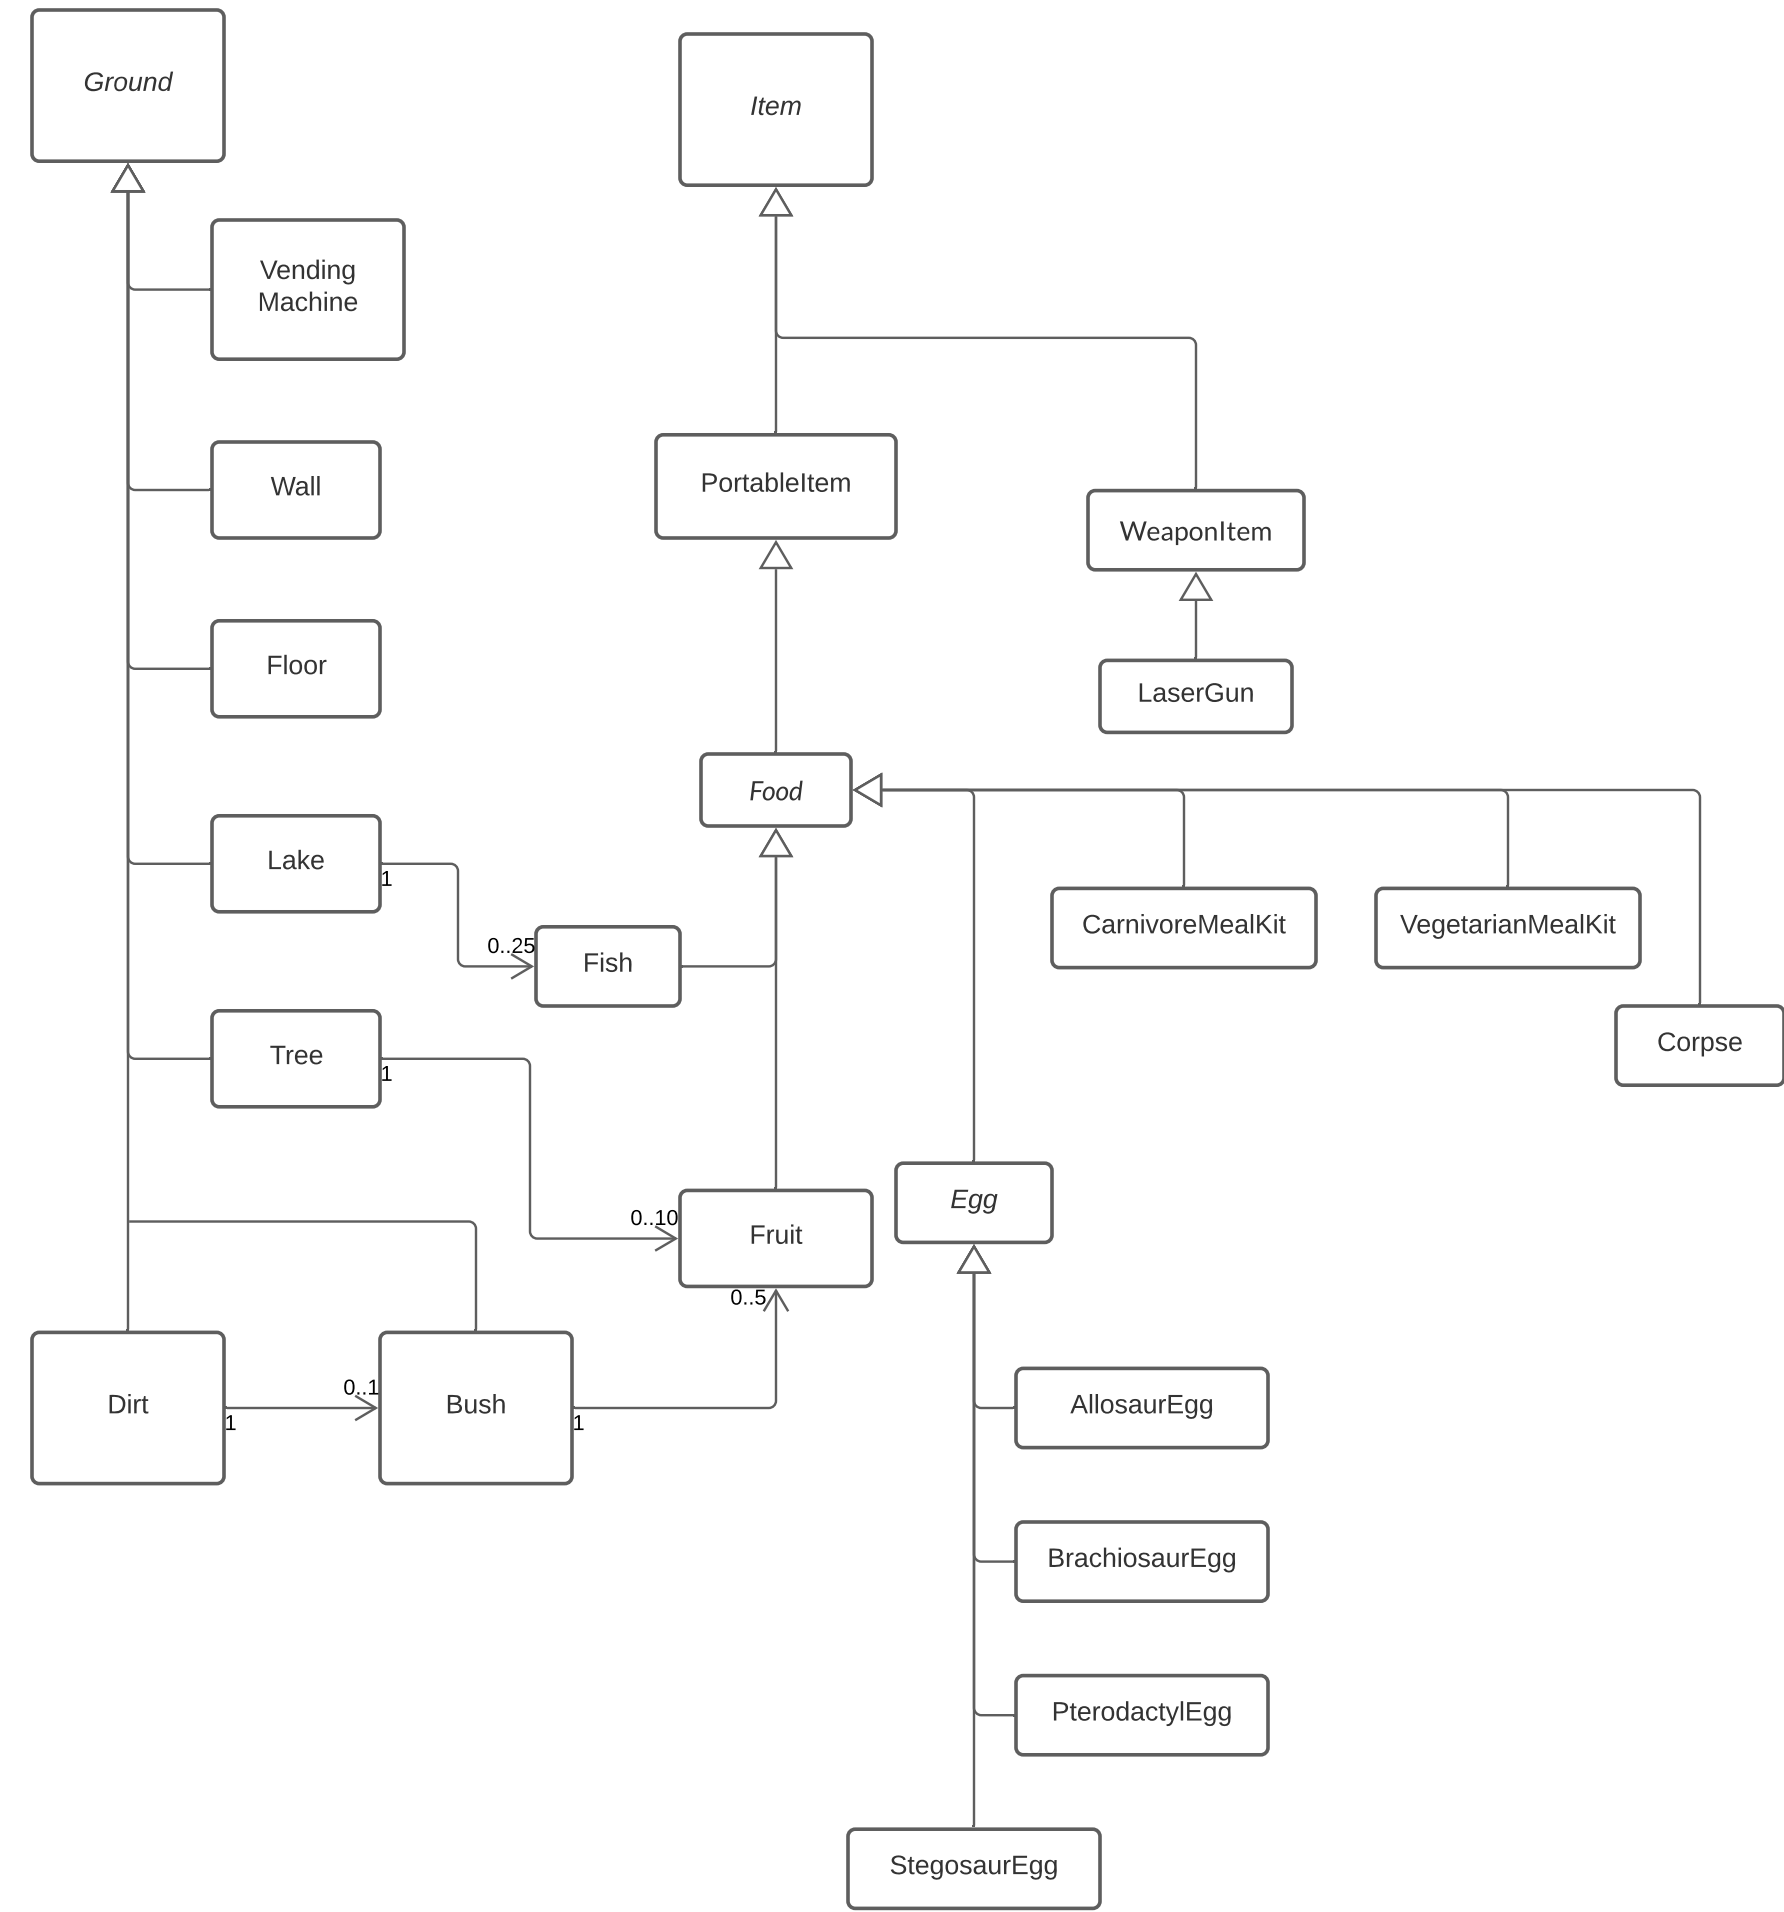 Ground
Item
Vending
Machine
Wall
PortableItem
WeaponItem
Floor
LaserGun
Food
Lake
1
0..25
Fish
CarnivoreMealKit
VegetarianMealKit
Corpse
Tree
1
0..10
Fruit
Egg
0..5
Dirt
1
0..1
Bush
1
AllosaurEgg
BrachiosaurEgg
PterodactylEgg
StegosaurEgg